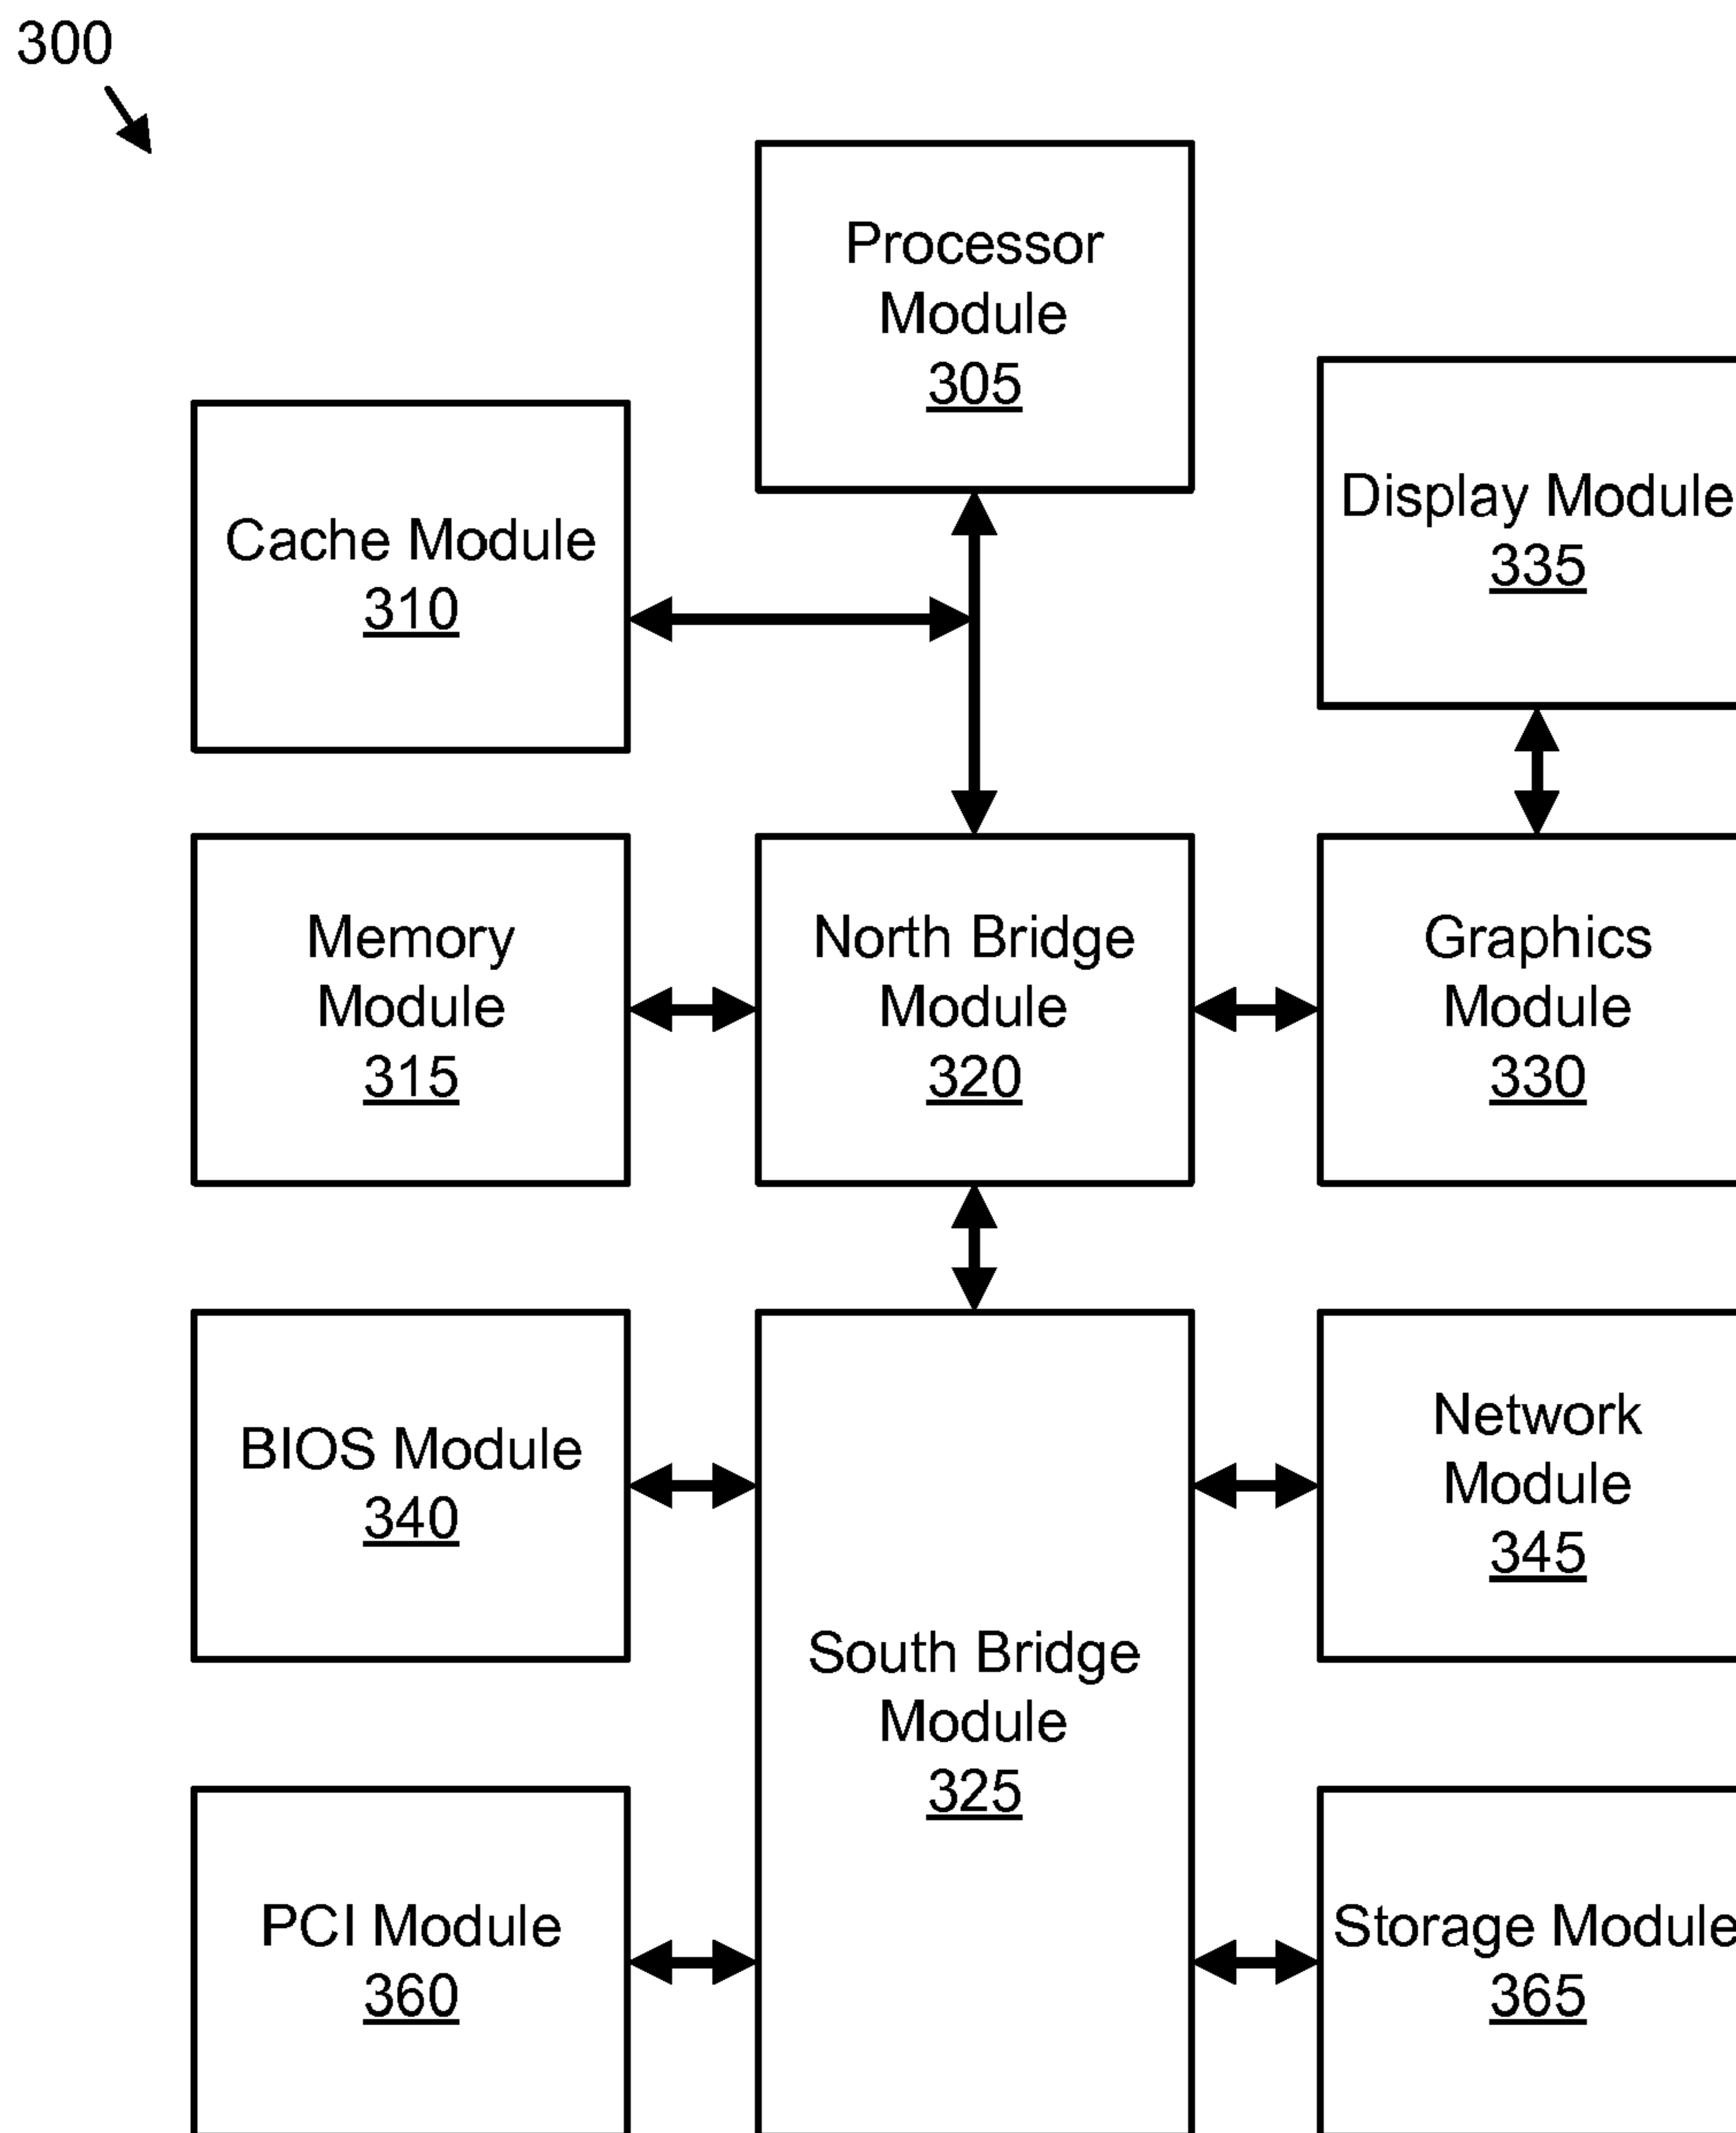 300
Processor
Module
305
Cache Module
310
Display Module
335
Memory
Module
315
North Bridge
Module
320
Graphics
Module
330
BIOS Module
340
South Bridge
Module
325
Network
Module
345
PCI Module
360
Storage Module
365